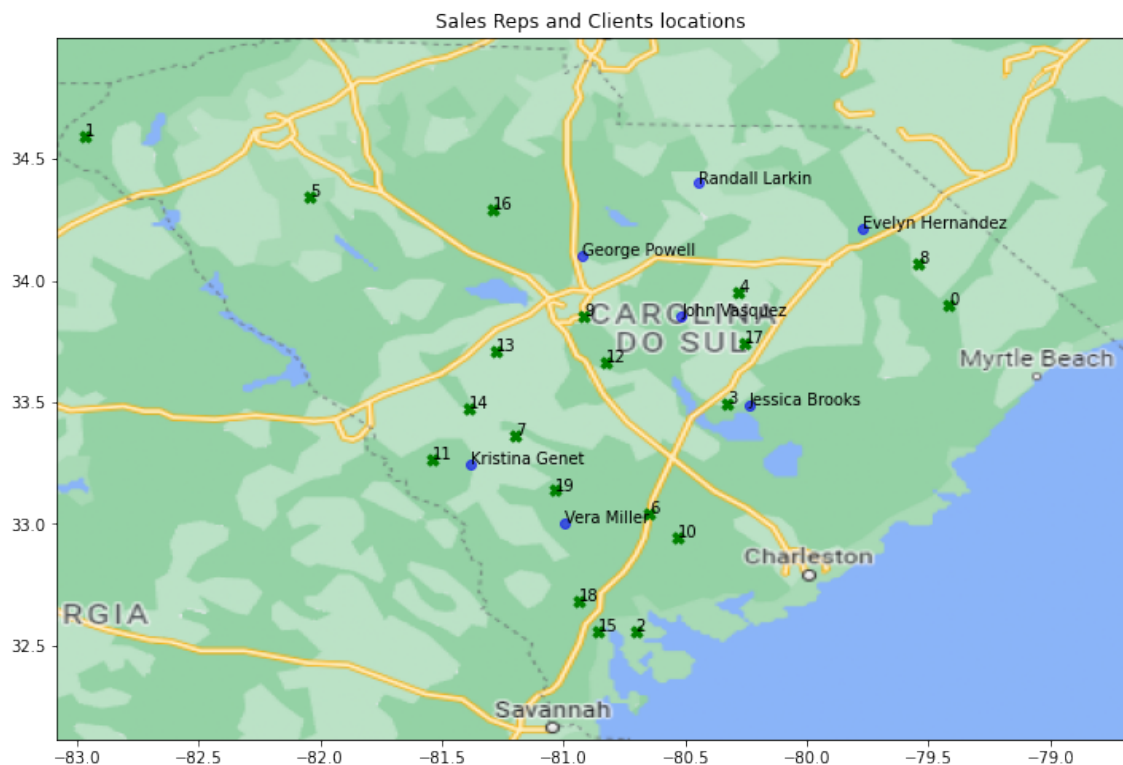 Sales Reps and Clients locations
1
Randall Larkin
5
16
Evelyn Hernandez
George Powell
8
4
0
9
John Vasquez
CAROLINA
DO SUL
17
13
12
Myrtle Beach
3
Jessica Brooks
14
7
11
Kristina Genet
19
6
Vera Miller
10
Charleston
18
RGIA
15
2
Savannah
34.5
34.0
33.5
33.0
32.5
−83.0
−82.5
−82.0
−81.5
−81.0
−80.5
−80.0
−79.5
−79.0